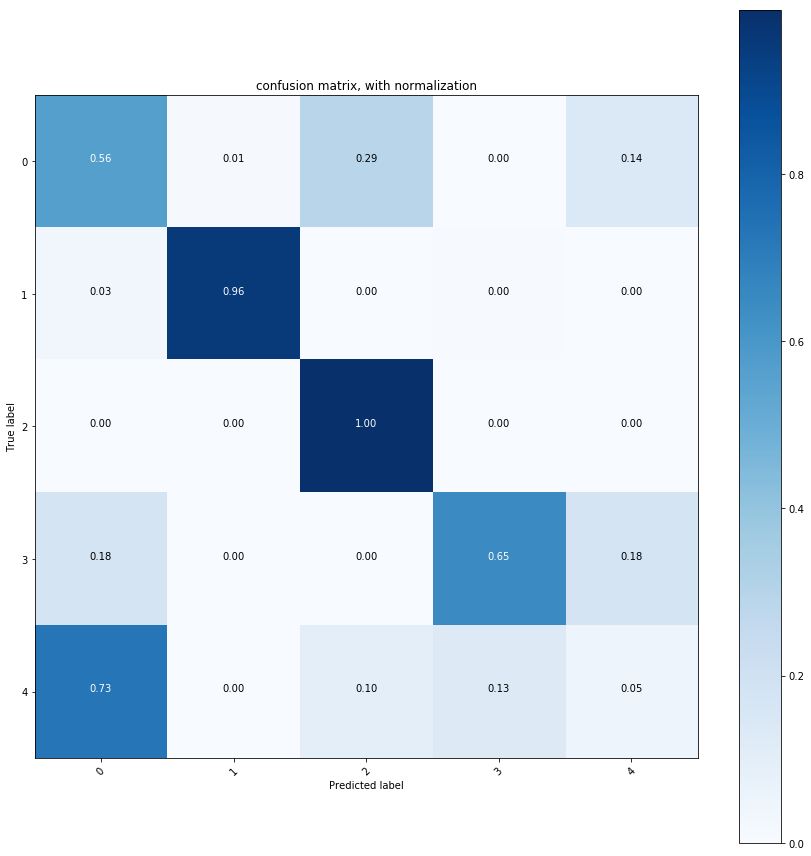 confusion matrix, with normalization
0 0.56 0.01 0.29 0.00 0.14
1 0.03 0.96 0.00 0.00 0.00
2 0.00 0.00 1.00 0.00 0.00
3 0.18 0.00 0.00 0.65 0.18
4 0.73 0.00 0.10 0.13 0.05
True label
0 1 2 3 4
Predicted label
0.8
0.6
0.4
0.2
0.0